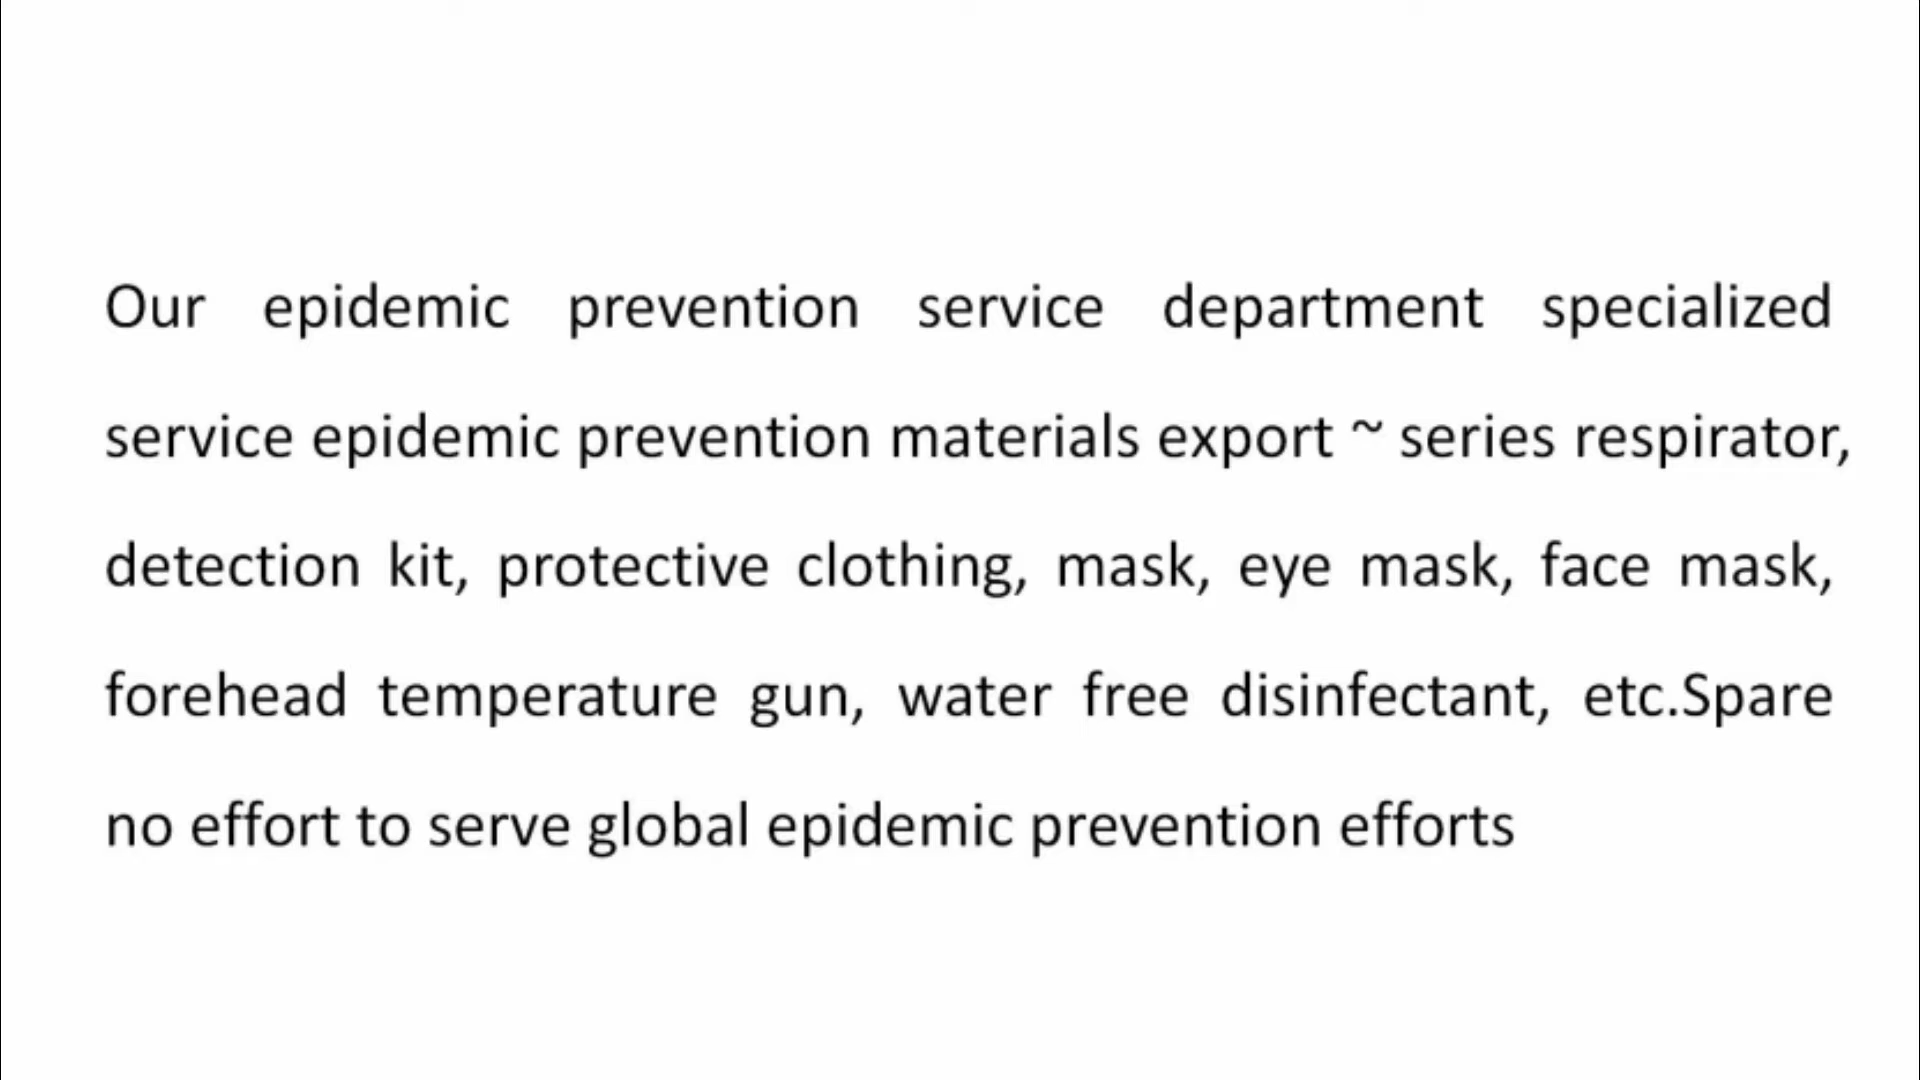 Our epidemic prevention service department specialized
service epidemic prevention materials export ~ series respirator,
detection kit, protective clothing, mask, eye mask, face mask,
forehead temperature gun, water free disinfectant, etc.Spare
no effort to serve global epidemic prevention efforts